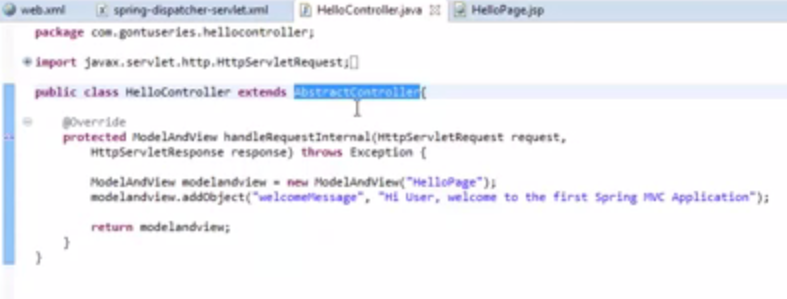 web.xml spring-dispatcher-servlet.xml HelloController.java HelloPage.jsp
package com.gontuseries.hellocontroller;
import javax.servlet.http.HttpServletRequest;
public class HelloController extends AbstractController{
@Override
protected ModelAndView handleRequestInternal(HttpServletRequest request,
HttpServletResponse response) throws Exception {
ModelAndView modelandview = new ModelAndView("HelloPage");
modelandview.addObject("welcomeMessage", "Hi User, welcome to the first Spring MVC Application");
return modelandview;
}
}